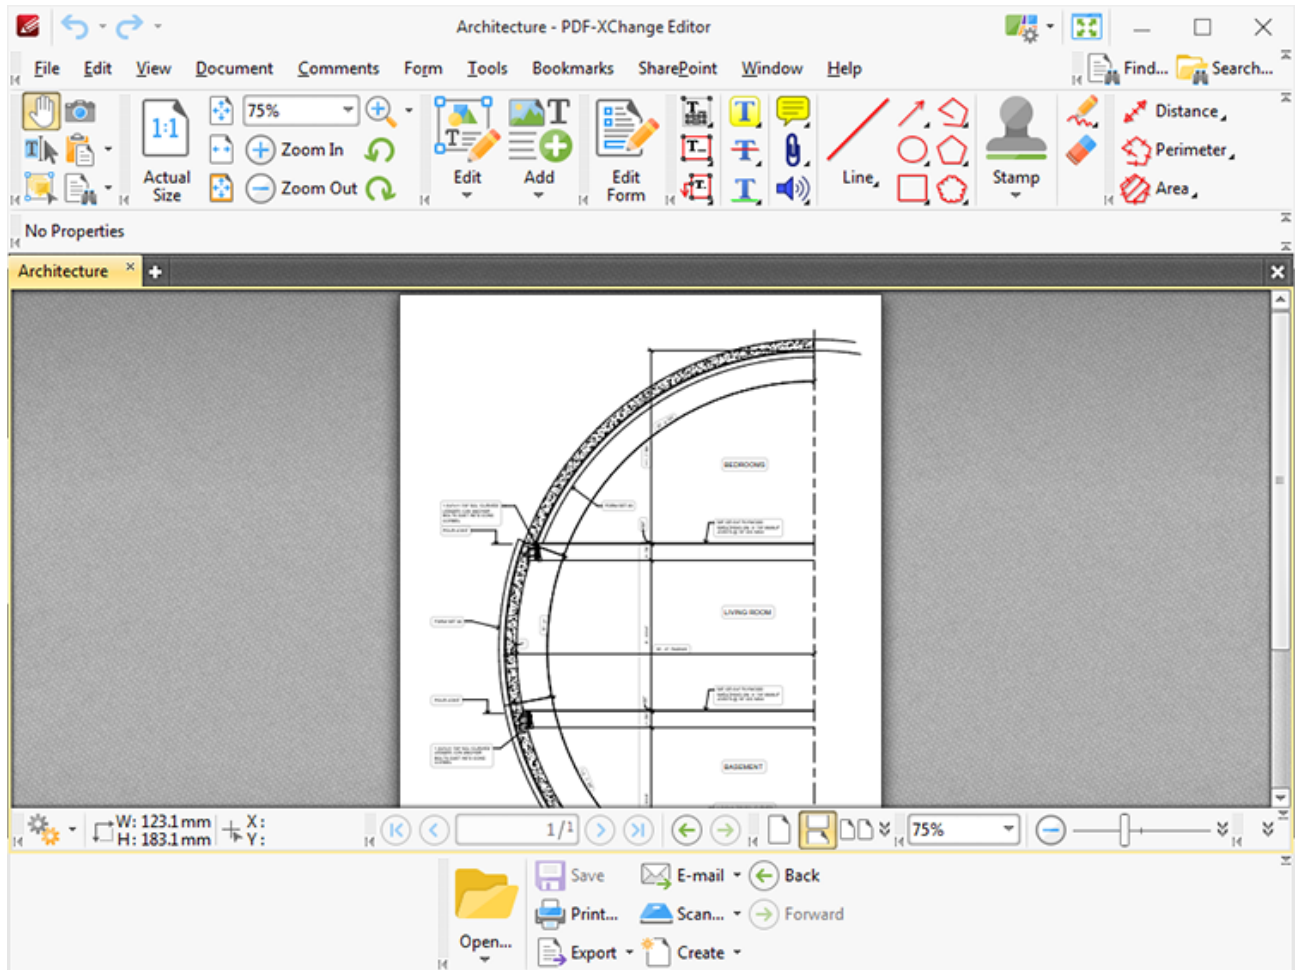 Architecture - PDF-XChange Editor
File Edit View Document Comments Form Tools Bookmarks SharePoint Window Help Find... Search...
1:1 Actual Size
75%
Zoom In
Zoom Out
Edit
Add
Edit Form
Line
Stamp
Distance
Perimeter
Area
No Properties
Architecture
BEDROOMS
LIVING ROOM
BASEMENT
W: 123.1 mm X:
H: 183.1 mm Y:
1/1
75%
Open...
Save E-mail Back
Print... Scan... Forward
Export Create